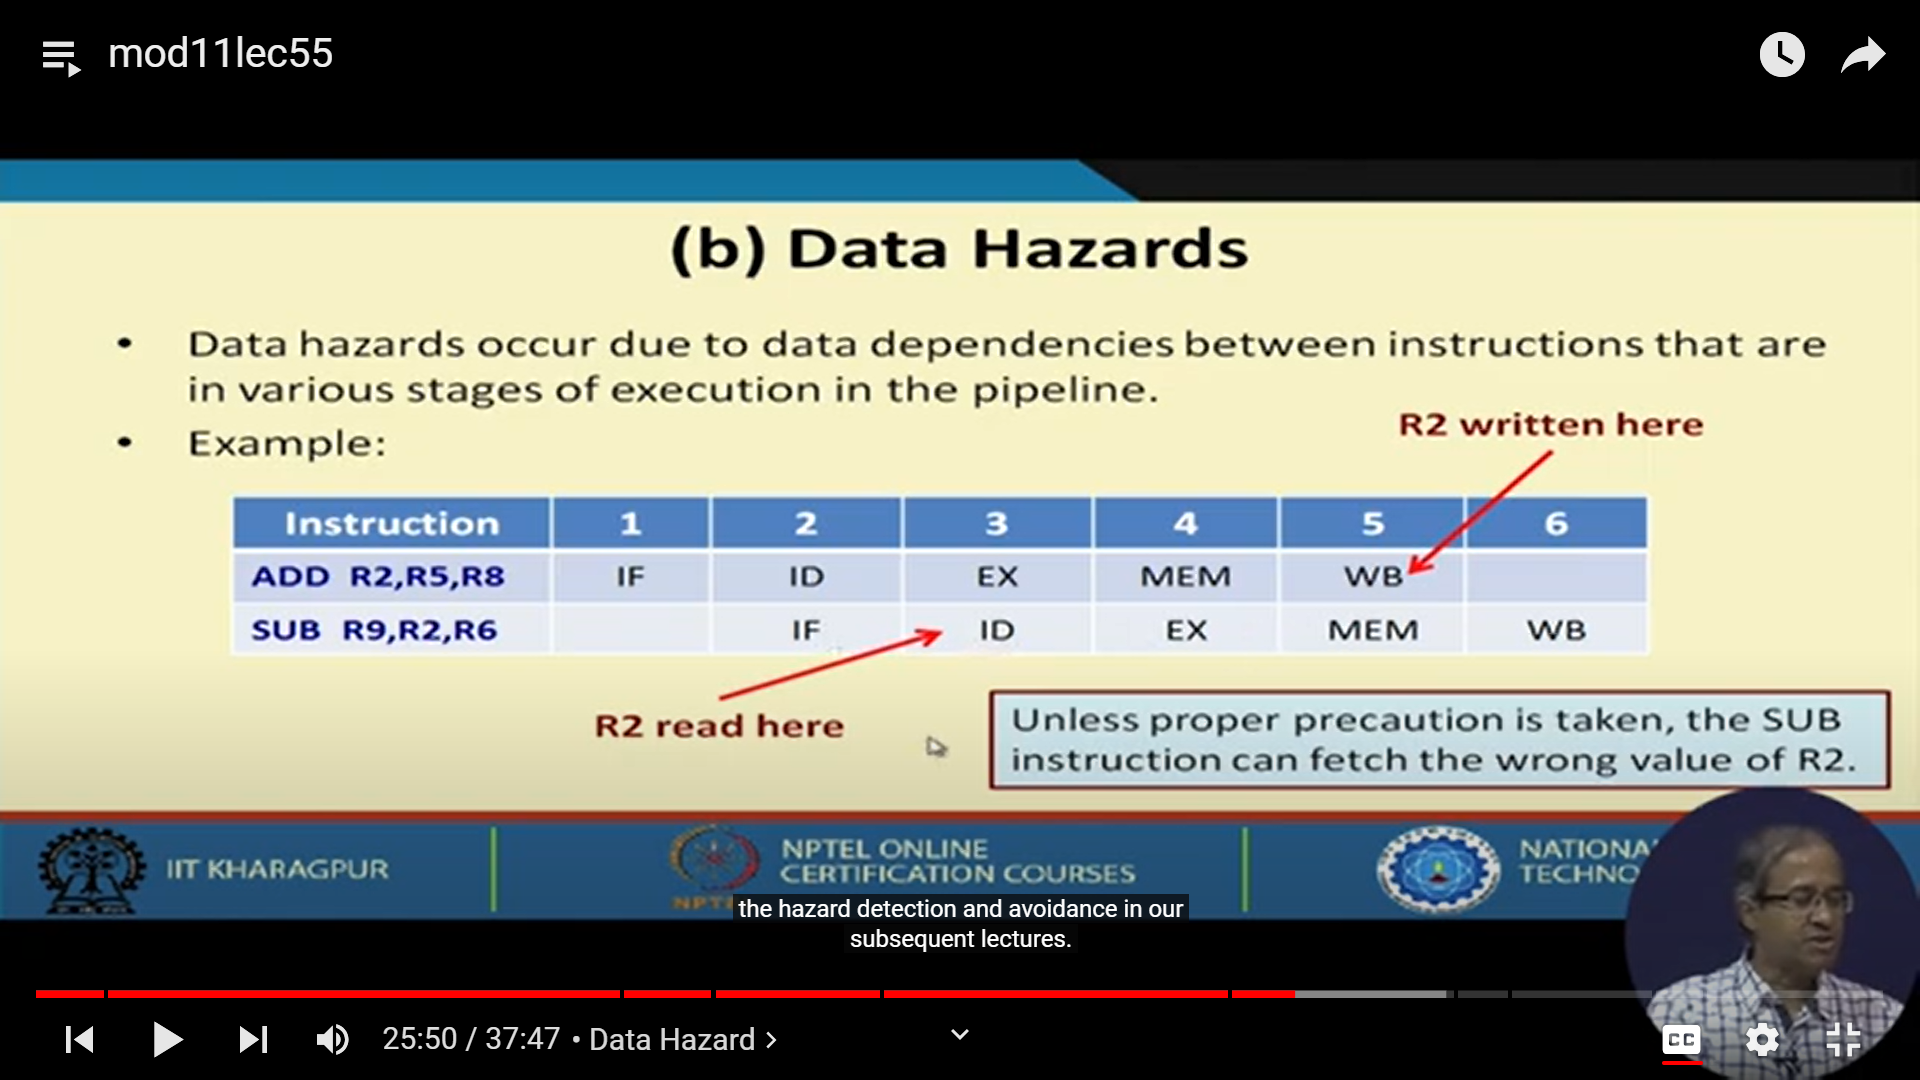 mod11lec55
(b) Data Hazards
• Data hazards occur due to data dependencies between instructions that are
in various stages of execution in the pipeline.
• Example:
R2 written here
Instruction 1 2 3 4 5 6
ADD R2,R5,R8 IF ID EX MEM WB
SUB R9,R2,R6 IF ID EX MEM WB
R2 read here
Unless proper precaution is taken, the SUB
instruction can fetch the wrong value of R2.
IIT KHARAGPUR
NPTEL ONLINE
CERTIFICATION COURSES
NATIONA
TECHNO
NPTE
the hazard detection and avoidance in our
subsequent lectures.
25:50 / 37:47 • Data Hazard >
CC